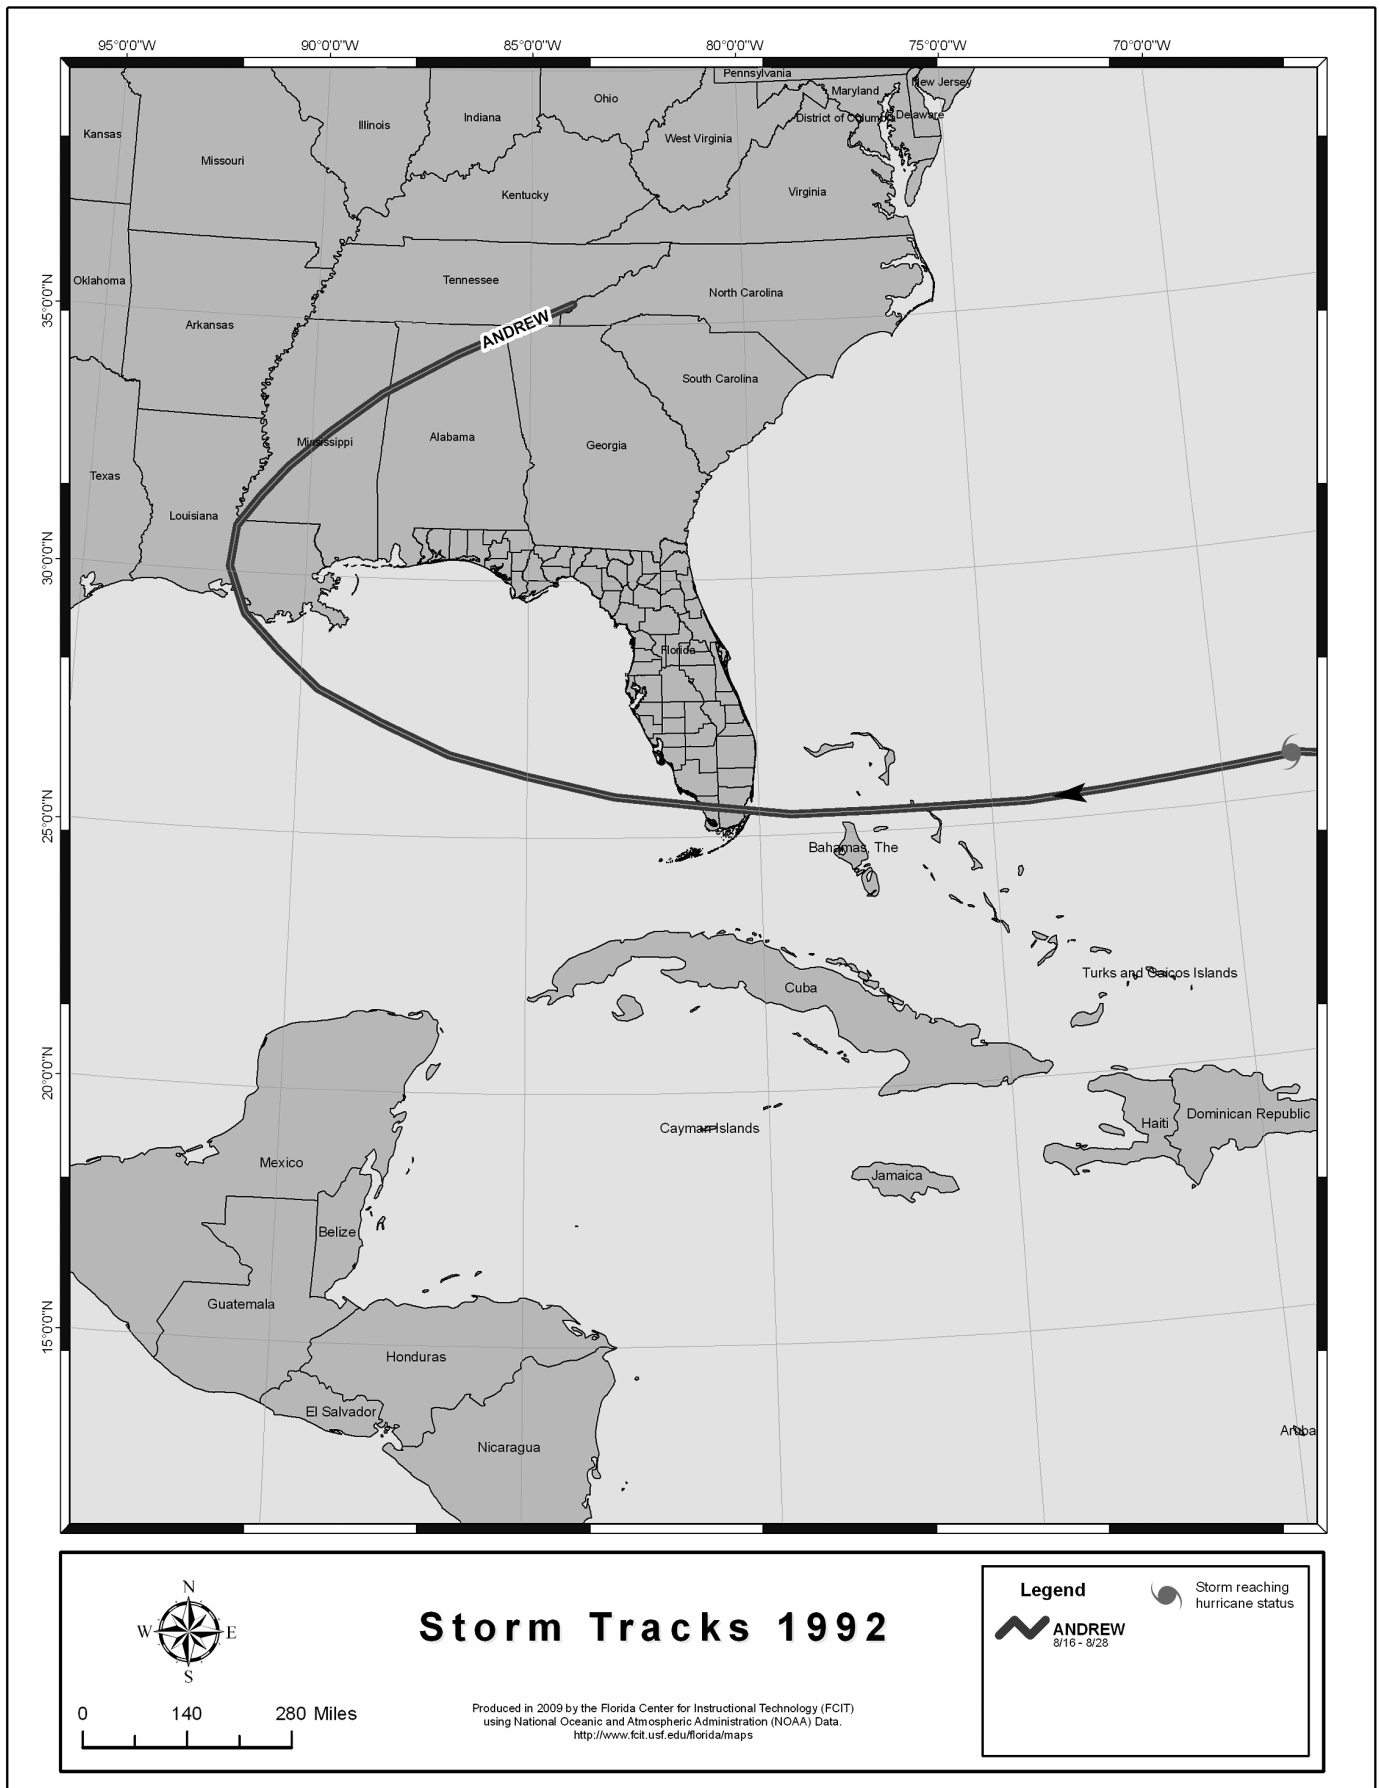 95°0'0"W 90°0'0"W 85°0'0"W 80°0'0"W 75°0'0"W 70°0'0"W
Pennsylvania
New Jersey
Maryland
Ohio
Delaware
Indiana
District of Columbia
Illinois
Kansas
West Virginia
Missouri
Virginia
Kentucky
Oklahoma
Tennessee
35°0'0"N
North Carolina
Arkansas
ANDREW
South Carolina
Alabama
Mississippi
Georgia
Texas
Louisiana
30°0'0"N
Florida
25°0'0"N
Bahamas, The
Turks and Caicos Islands
Cuba
20°0'0"N
Dominican Republic
Haiti
Cayman Islands
Mexico
Jamaica
Belize
Guatemala
15°0'0"N
Honduras
El Salvador
Aruba
Nicaragua
N
W E
S
0 140 280 Miles
Storm Tracks 1992
Produced in 2009 by the Florida Center for Instructional Technology (FCIT)
using National Oceanic and Atmospheric Administration (NOAA) Data.
http://www.fcit.usf.edu/florida/maps
Legend
ANDREW
8/16 - 8/28
Storm reaching
hurricane status